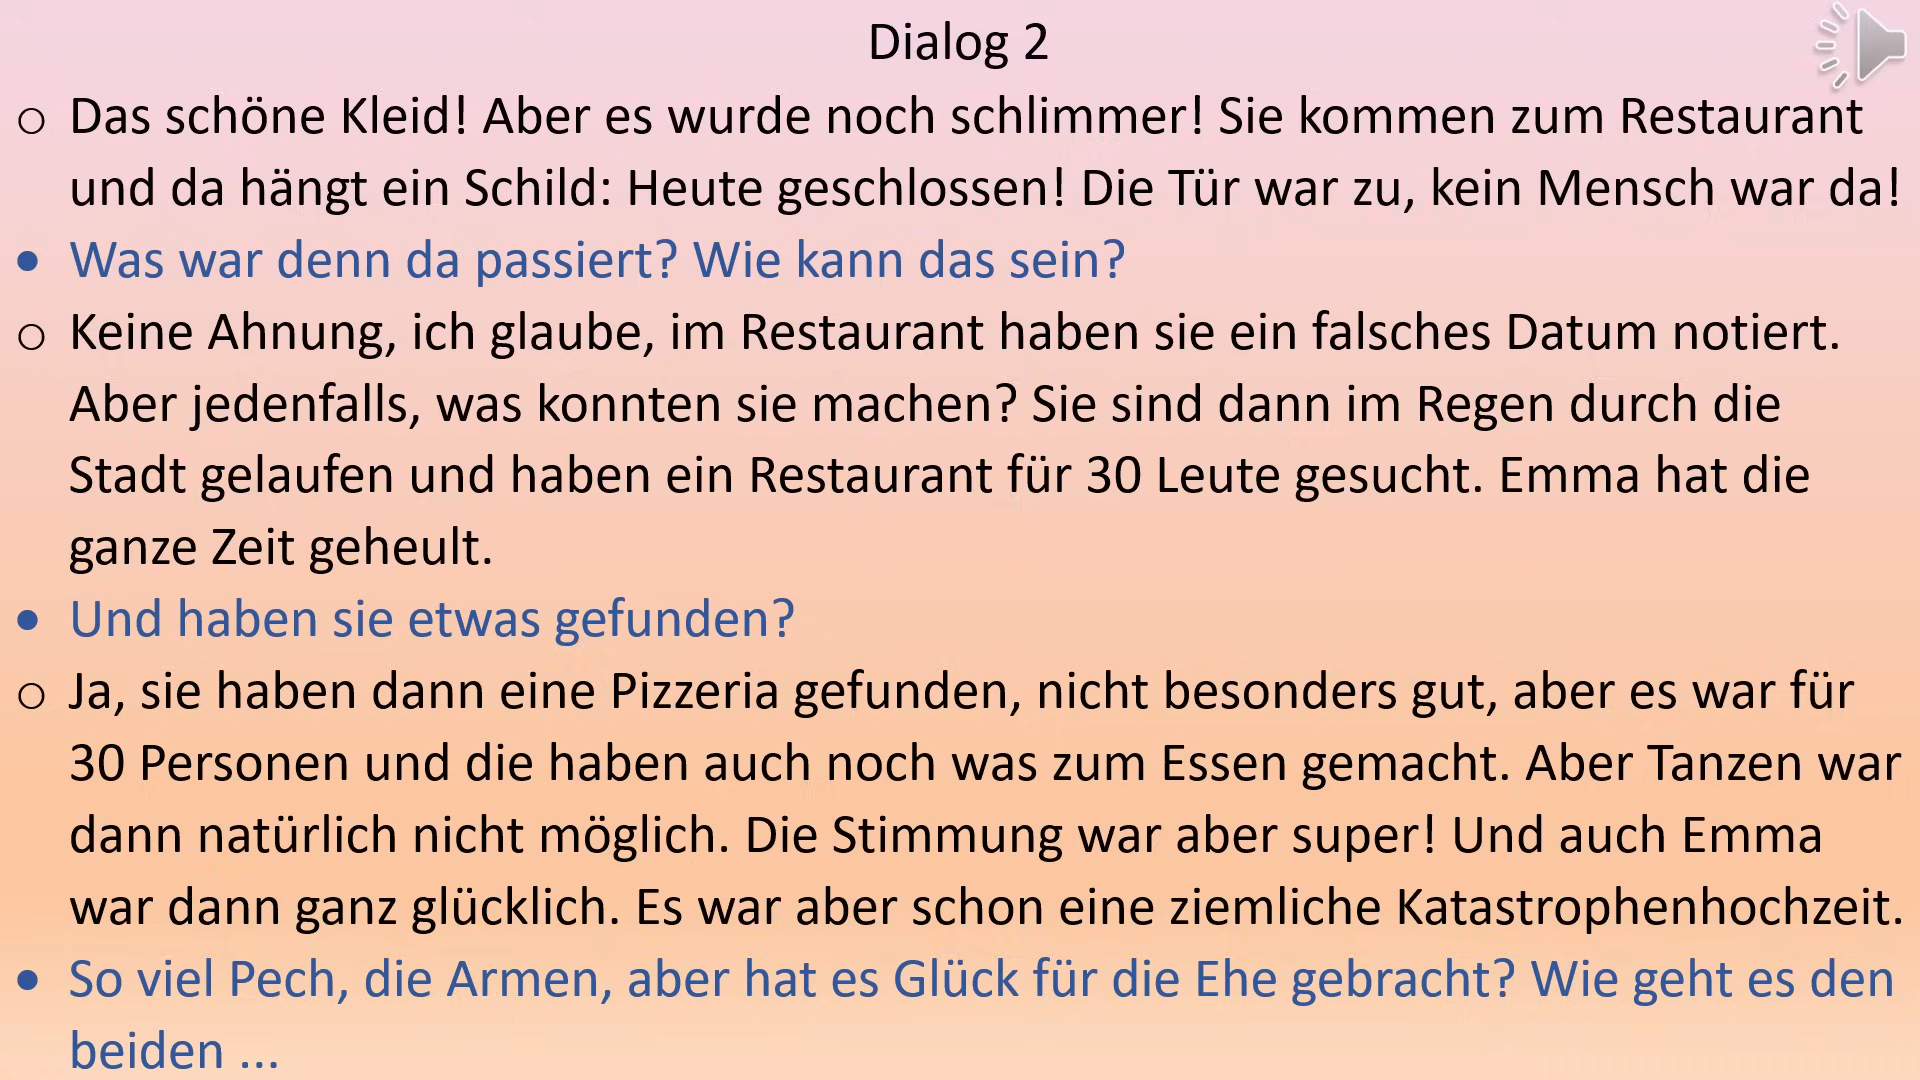 Dialog 2
o Das schöne Kleid! Aber es wurde noch schlimmer! Sie kommen zum Restaurant
und da hängt ein Schild: Heute geschlossen! Die Tür war zu, kein Mensch war da!
• Was war denn da passiert? Wie kann das sein?
o Keine Ahnung, ich glaube, im Restaurant haben sie ein falsches Datum notiert.
Aber jedenfalls, was konnten sie machen? Sie sind dann im Regen durch die
Stadt gelaufen und haben ein Restaurant für 30 Leute gesucht. Emma hat die
ganze Zeit geheult.
• Und haben sie etwas gefunden?
o Ja, sie haben dann eine Pizzeria gefunden, nicht besonders gut, aber es war für
30 Personen und die haben auch noch was zum Essen gemacht. Aber Tanzen war
dann natürlich nicht möglich. Die Stimmung war aber super! Und auch Emma
war dann ganz glücklich. Es war aber schon eine ziemliche Katastrophenhochzeit.
• So viel Pech, die Armen, aber hat es Glück für die Ehe gebracht? Wie geht es den
beiden ...